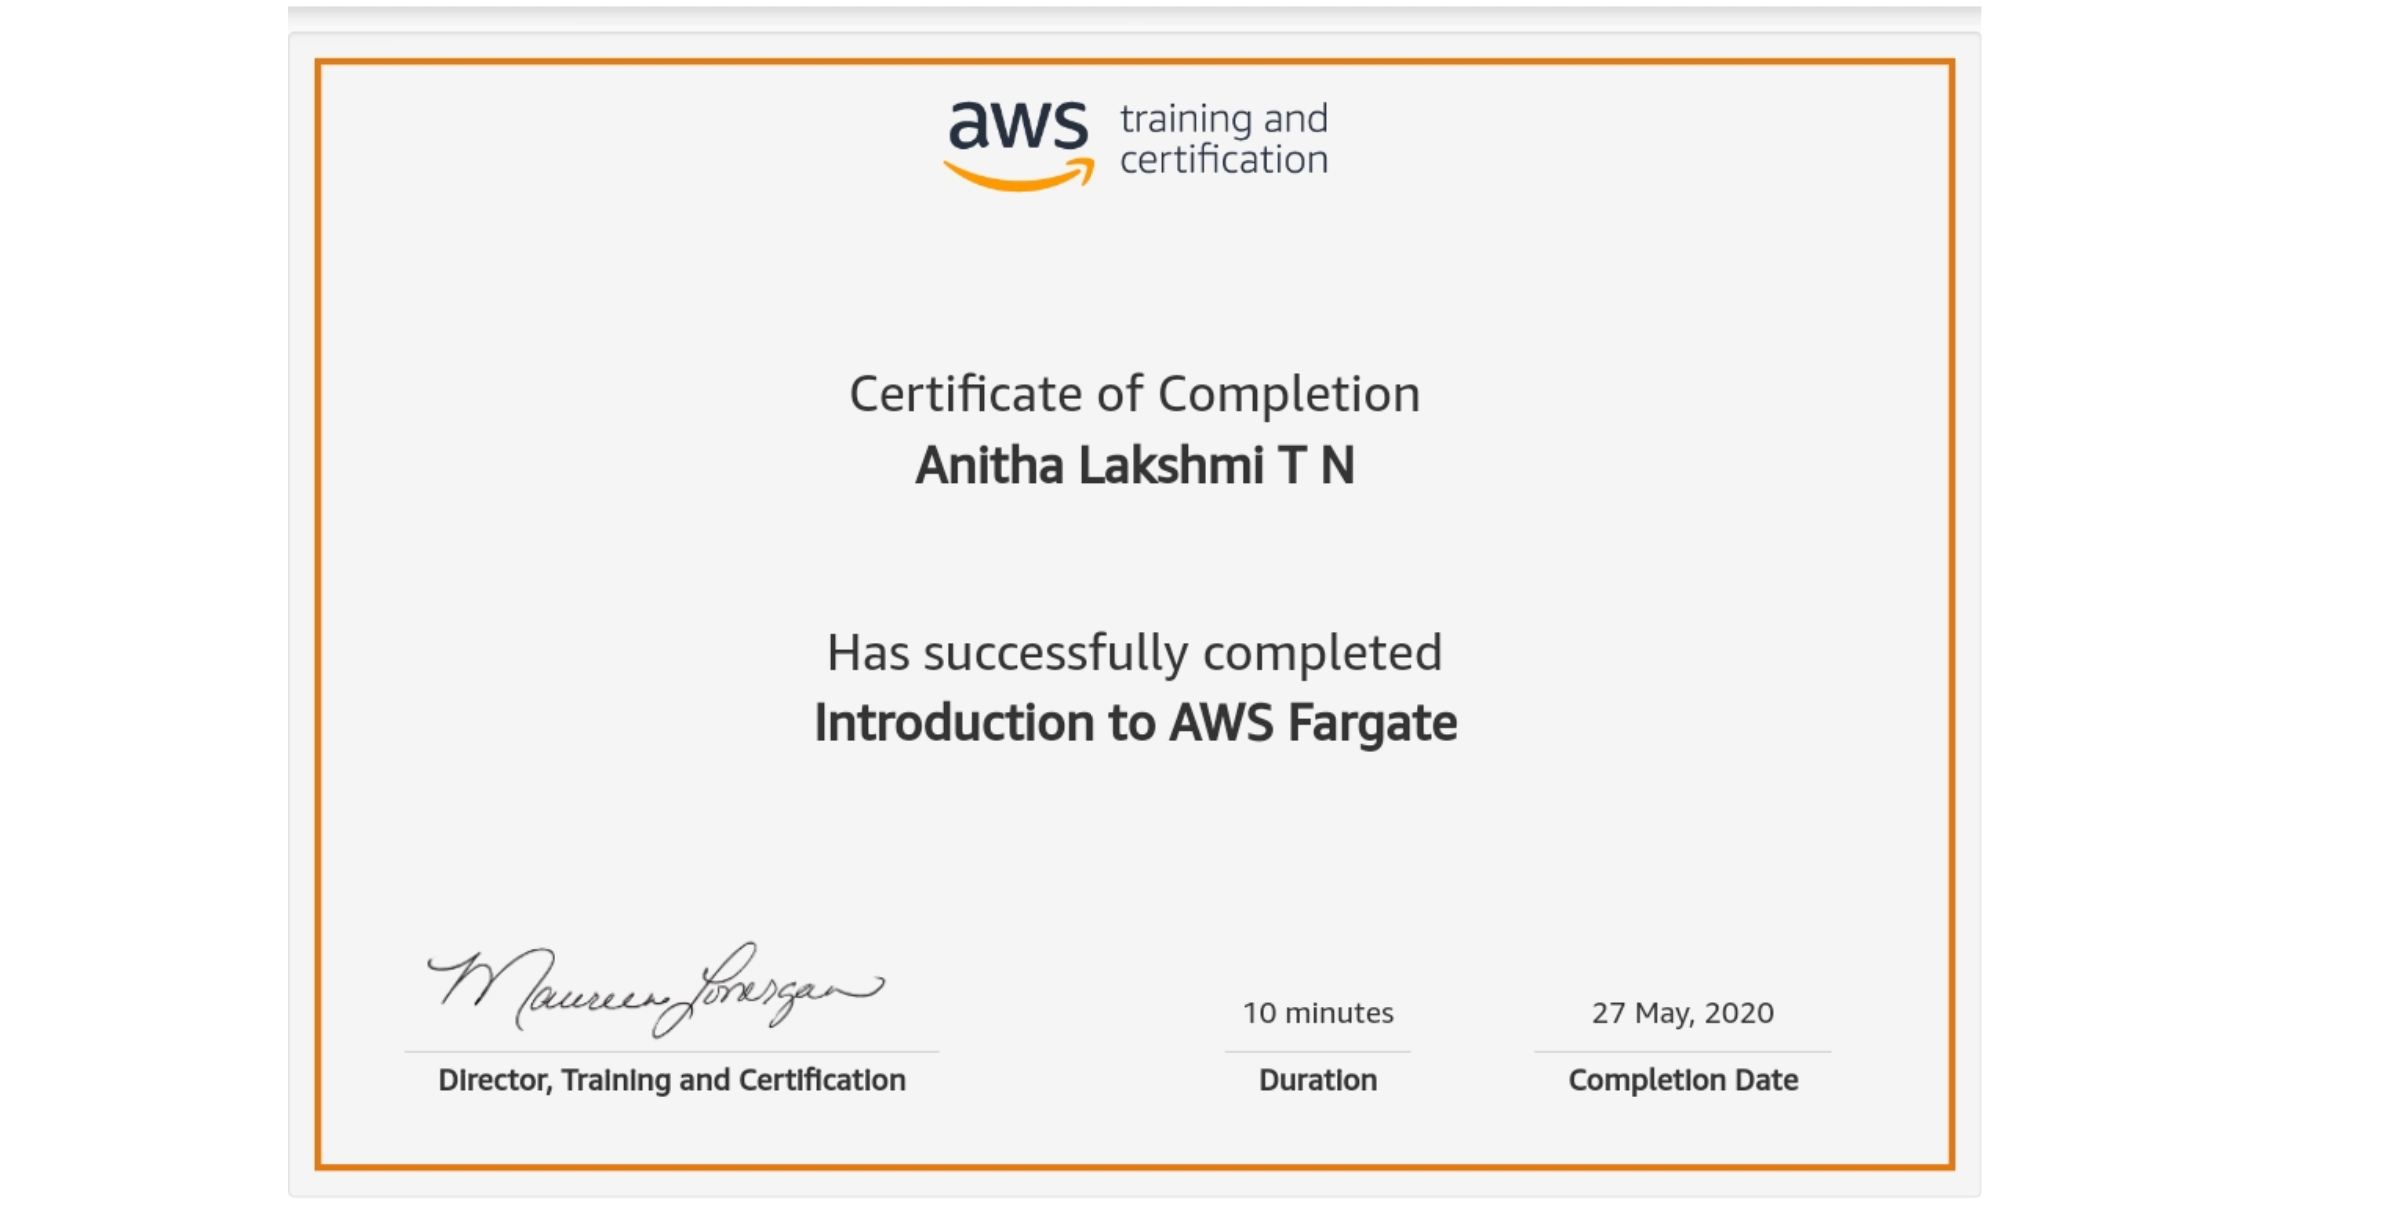 aws training and
certification
Certificate of Completion
Anitha Lakshmi T N
Has successfully completed
Introduction to AWS Fargate
Maureen Lonergan
10 minutes
27 May, 2020
Director, Training and Certification
Duration
Completion Date